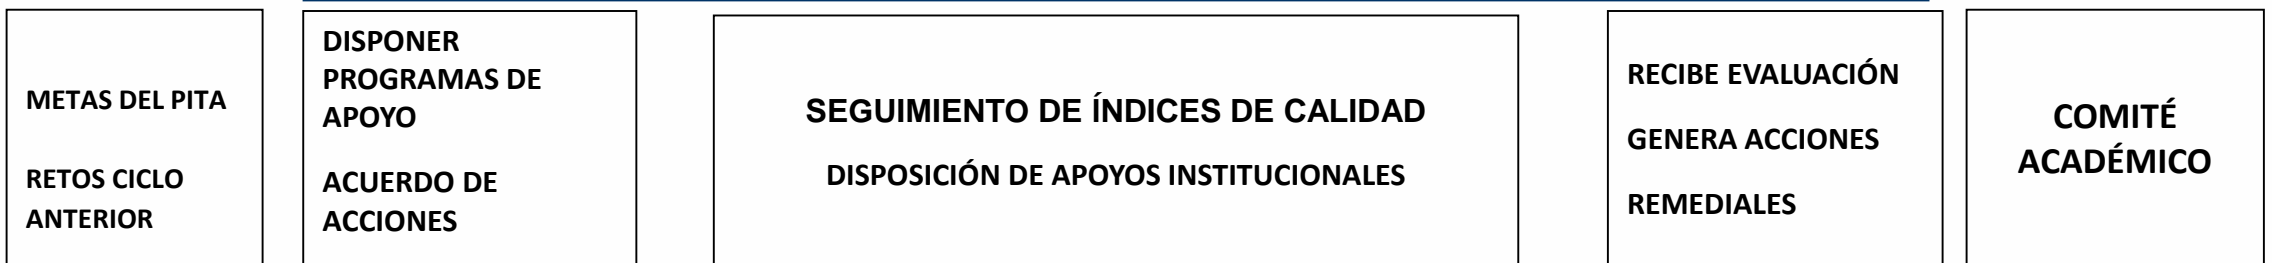 METAS DEL PITA
RETOS CICLO
ANTERIOR
DISPONER
PROGRAMAS DE
APOYO
ACUERDO DE
ACCIONES
SEGUIMIENTO DE ÍNDICES DE CALIDAD
DISPOSICIÓN DE APOYOS INSTITUCIONALES
RECIBE EVALUACIÓN
GENERA ACCIONES
REMEDIALES
COMITÉ
ACADÉMICO